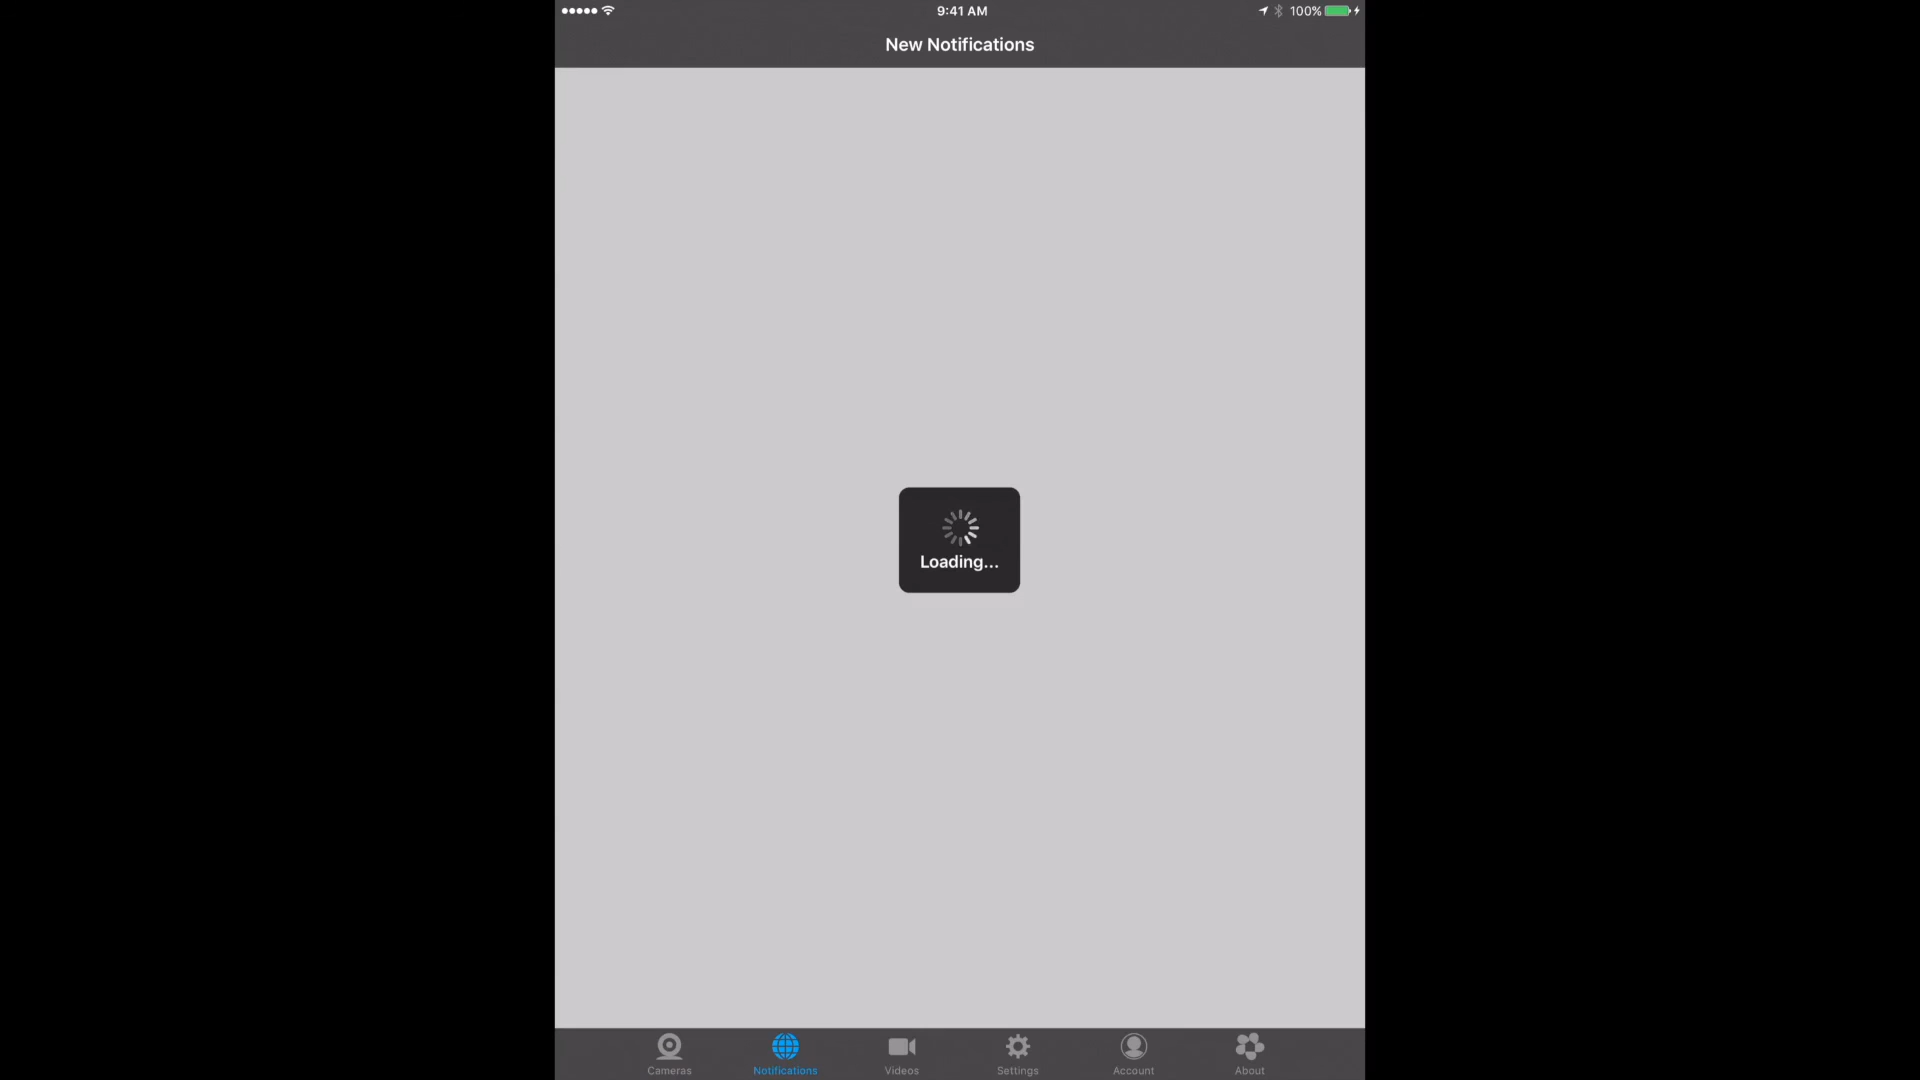 9:41 AM
100%
New Notifications
Loading...
Cameras
Notifications
Videos
Settings
Account
About